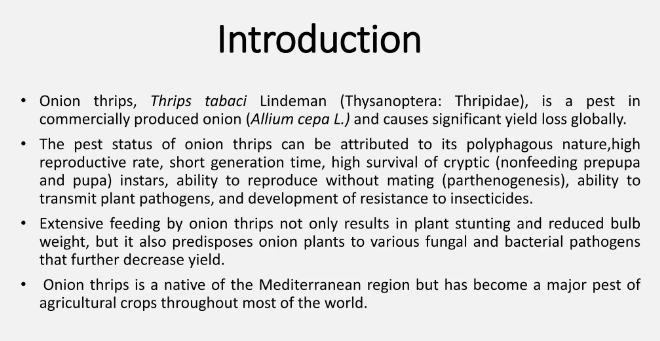 Introduction
• Onion thrips, Thrips tabaci Lindeman (Thysanoptera: Thripidae), is a pest in
commercially produced onion (Allium cepa L.) and causes significant yield loss globally.
• The pest status of onion thrips can be attributed to its polyphagous nature,high
reproductive rate, short generation time, high survival of cryptic (nonfeeding prepupa
and pupa) instars, ability to reproduce without mating (parthenogenesis), ability to
transmit plant pathogens, and development of resistance to insecticides.
• Extensive feeding by onion thrips not only results in plant stunting and reduced bulb
weight, but it also predisposes onion plants to various fungal and bacterial pathogens
that further decrease yield.
• Onion thrips is a native of the Mediterranean region but has become a major pest of
agricultural crops throughout most of the world.